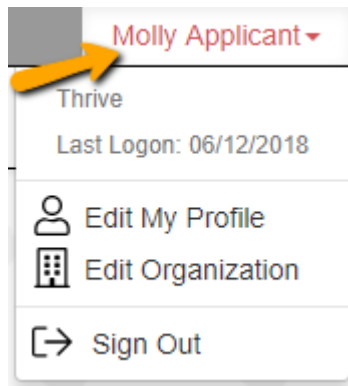 Molly Applicant
Thrive
Last Logon: 06/12/2018
Edit My Profile
Edit Organization
Sign Out